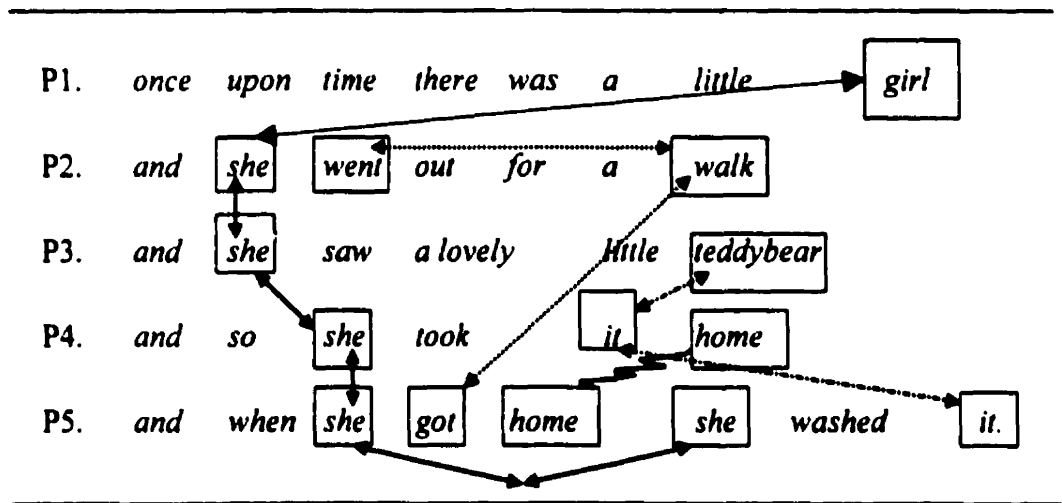 P1. once upon time there was a little girl
P2. and she went out for a walk
P3. and she saw a lovely little teddybear
P4. and so she took it home
P5. and when she got home she washed it.